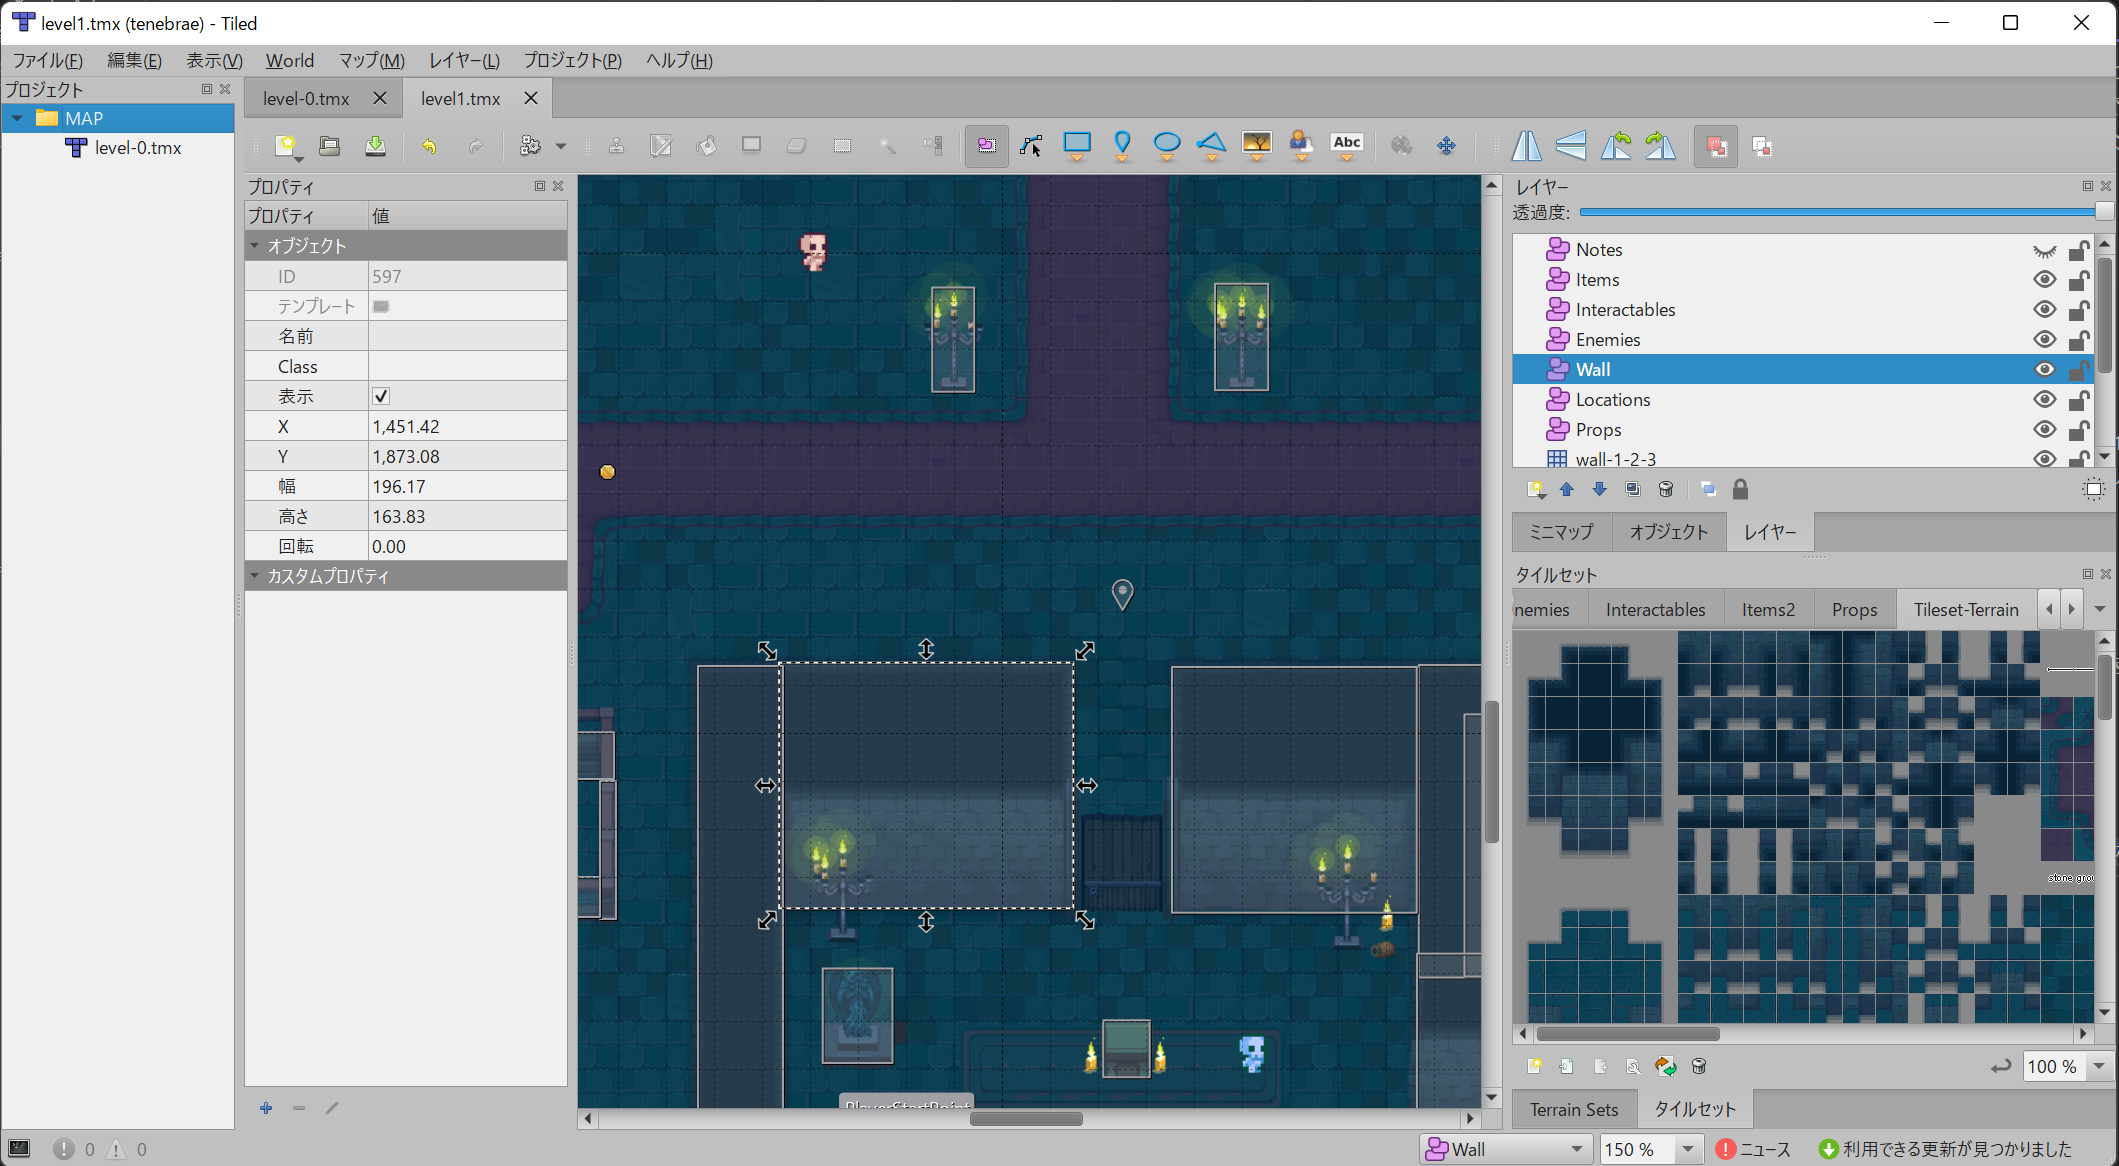 level1.tmx (tenebrae) - Tiled
ファイル(F) 編集(E) 表示(V) World マップ(M) レイヤー(L) プロジェクト(P) ヘルプ(H)
プロジェクト
MAP
level-0.tmx
level-0.tmx
level1.tmx
Abc
プロパティ
プロパティ 値
オブジェクト
ID 597
テンプレート
名前
Class
表示
X 1,451.42
Y 1,873.08
幅 196.17
高さ 163.83
回転 0.00
カスタムプロパティ
PlayerStartPoint
レイヤー
透過度:
Notes
Items
Interactables
Enemies
Wall
Locations
Props
wall-1-2-3
ミニマップ オブジェクト レイヤー
タイルセット
nemies Interactables Items2 Props Tileset-Terrain
stone grou
100 %
Terrain Sets タイルセット
0 0
Wall 150 % ニュース 利用できる更新が見つかりました